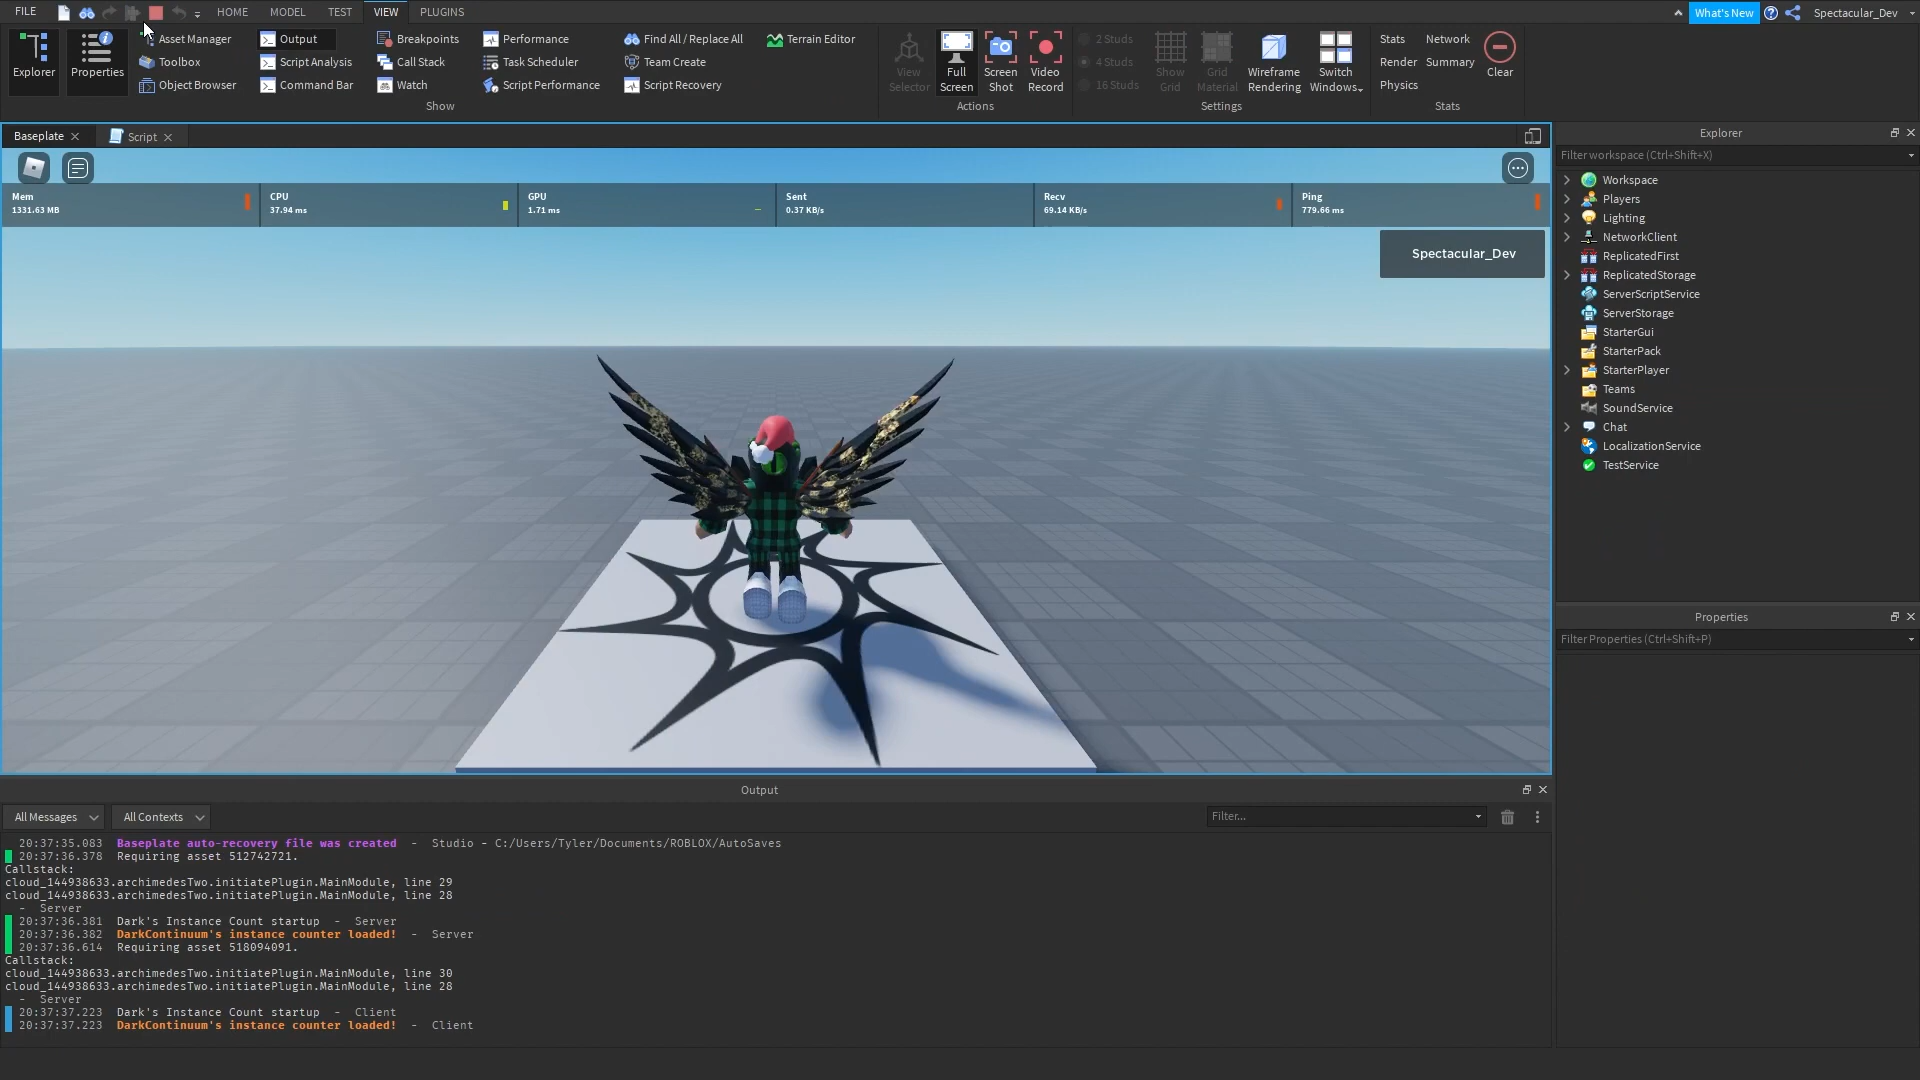 FILE
HOME
MODEL
TEST
VIEW
PLUGINS
What's New
Spectacular_Dev
Explorer
Properties
Asset Manager
Toolbox
Object Browser
Output
Script Analysis
Command Bar
Breakpoints
Call Stack
Watch
Performance
Task Scheduler
Script Performance
Find All / Replace All
Team Create
Script Recovery
Terrain Editor
Show
View
Selector
Full
Screen
Screen
Shot
Video
Record
Actions
2 Studs
4 Studs
16 Studs
Show
Grid
Grid
Material
Wireframe
Rendering
Switch
Windows
Settings
Stats
Network
Render
Summary
Physics
Clear
Stats
Baseplate
Script
Mem
1331.63 MB
CPU
37.94 ms
GPU
1.71 ms
Sent
0.37 KB/s
Recv
69.14 KB/s
Ping
779.66 ms
Spectacular_Dev
Explorer
Filter workspace (Ctrl+Shift+X)
Workspace
Players
Lighting
NetworkClient
ReplicatedFirst
ReplicatedStorage
ServerScriptService
ServerStorage
StarterGui
StarterPack
StarterPlayer
Teams
SoundService
Chat
LocalizationService
TestService
Properties
Filter Properties (Ctrl+Shift+P)
Output
All Messages
All Contexts
Filter...
20:37:35.083 Baseplate auto-recovery file was created - Studio - C:/Users/Tyler/Documents/ROBLOX/AutoSaves
20:37:36.378 Requiring asset 512742721.
Callstack:
cloud_144938633.archimedesTwo.initiatePlugin.MainModule, line 29
cloud_144938633.archimedesTwo.initiatePlugin.MainModule, line 28
- Server
20:37:36.381 Dark's Instance Count startup - Server
20:37:36.382 DarkContinuum's instance counter loaded! - Server
20:37:36.614 Requiring asset 518094091.
Callstack:
cloud_144938633.archimedesTwo.initiatePlugin.MainModule, line 30
cloud_144938633.archimedesTwo.initiatePlugin.MainModule, line 28
- Server
20:37:37.223 Dark's Instance Count startup - Client
20:37:37.223 DarkContinuum's instance counter loaded! - Client